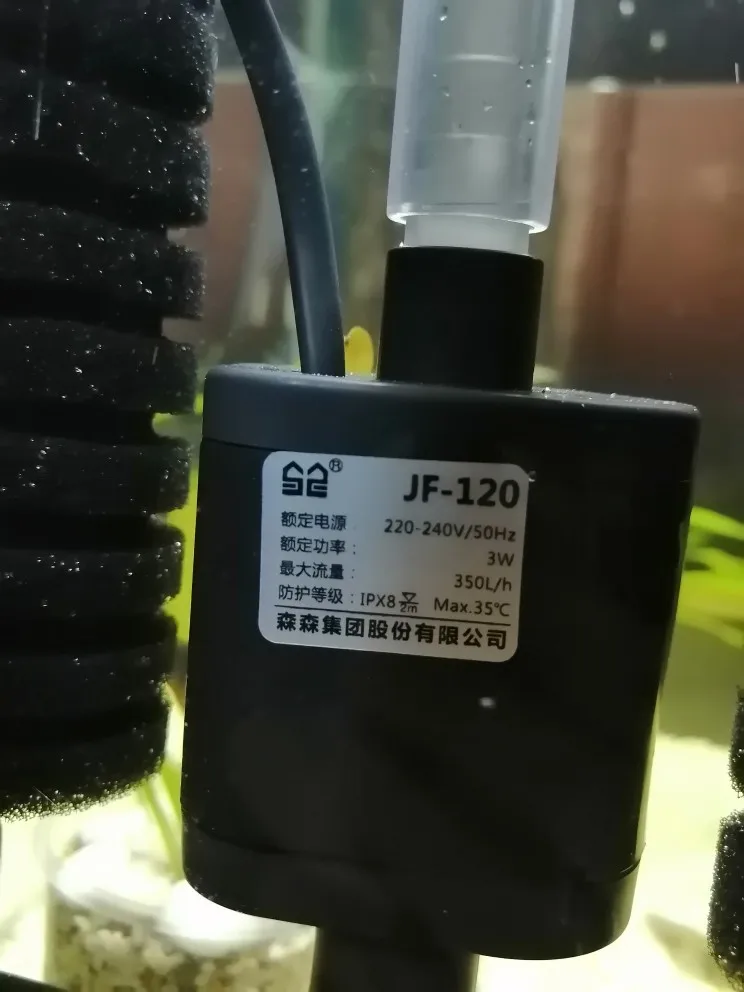 JF-120
额定电源 220-240V/50Hz
额定功率: 3W
最大流量: 350L/h
防护等级: IPX8 2m Max.35℃
森森集团股份有限公司